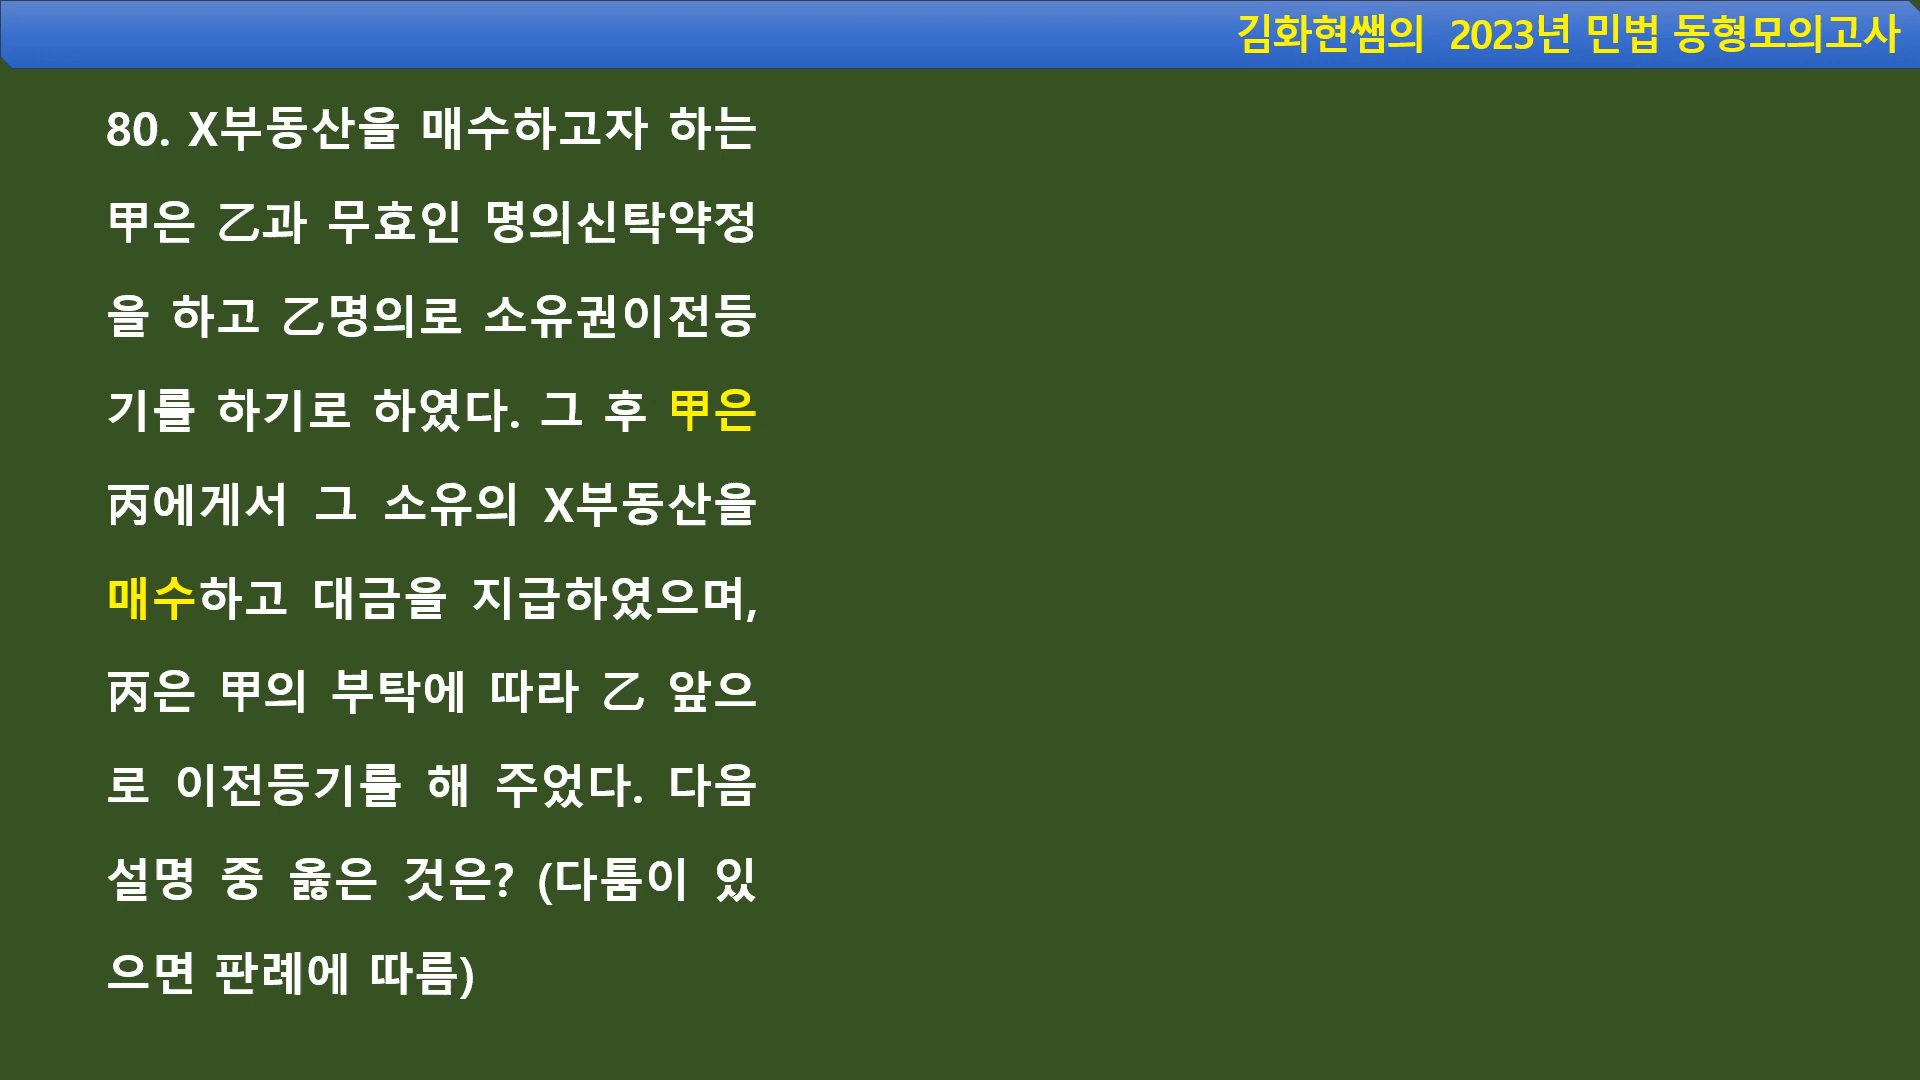 김화현쌤의 2023년 민법 동형모의고사
80. X부동산을 매수하고자 하는
甲은 乙과 무효인 명의신탁약정
을 하고 乙명의로 소유권이전등
기를 하기로 하였다. 그 후 甲은
丙에게서 그 소유의 X부동산을
매수하고 대금을 지급하였으며,
丙은 甲의 부탁에 따라 乙 앞으
로 이전등기를 해 주었다. 다음
설명 중 옳은 것은? (다툼이 있
으면 판례에 따름)